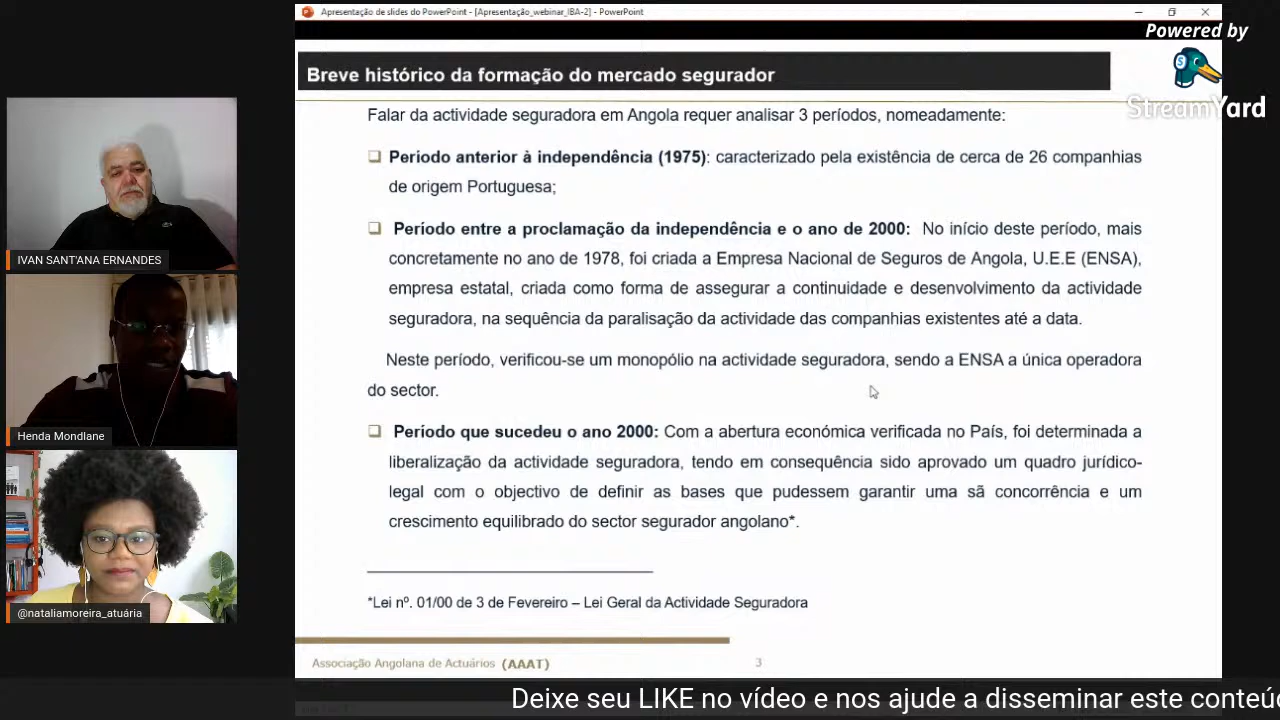 Apresentação de slides do PowerPoint - [Apresentação_webinar_IBA-2] - PowerPoint
Powered by
StreamYard
Breve histórico da formação do mercado segurador
Falar da actividade seguradora em Angola requer analisar 3 períodos, nomeadamente:
Período anterior à independência (1975): caracterizado pela existência de cerca de 26 companhias
de origem Portuguesa;
Período entre a proclamação da independência e o ano de 2000: No início deste período, mais
concretamente no ano de 1978, foi criada a Empresa Nacional de Seguros de Angola, U.E.E (ENSA),
empresa estatal, criada como forma de assegurar a continuidade e desenvolvimento da actividade
seguradora, na sequência da paralisação da actividade das companhias existentes até a data.
Neste período, verificou-se um monopólio na actividade seguradora, sendo a ENSA a única operadora
do sector.
Período que sucedeu o ano 2000: Com a abertura económica verificada no País, foi determinada a
liberalização da actividade seguradora, tendo em consequência sido aprovado um quadro jurídico-
legal com o objectivo de definir as bases que pudessem garantir uma sã concorrência e um
crescimento equilibrado do sector segurador angolano*.
*Lei nº. 01/00 de 3 de Fevereiro – Lei Geral da Actividade Seguradora
Associação Angolana de Actuários (AAAT)
3
IVAN SANT'ANA ERNANDES
Henda Mondlane
@nataliamoreira_atuária
Deixe seu LIKE no vídeo e nos ajude a disseminar este conteú